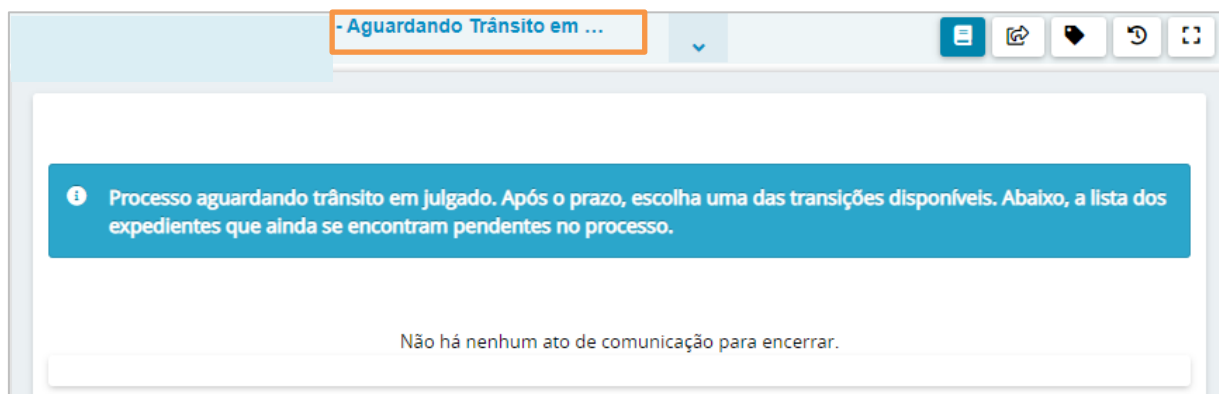 - Aguardando Trânsito em ...
Processo aguardando trânsito em julgado. Após o prazo, escolha uma das transições disponíveis. Abaixo, a lista dos
expedientes que ainda se encontram pendentes no processo.
Não há nenhum ato de comunicação para encerrar.